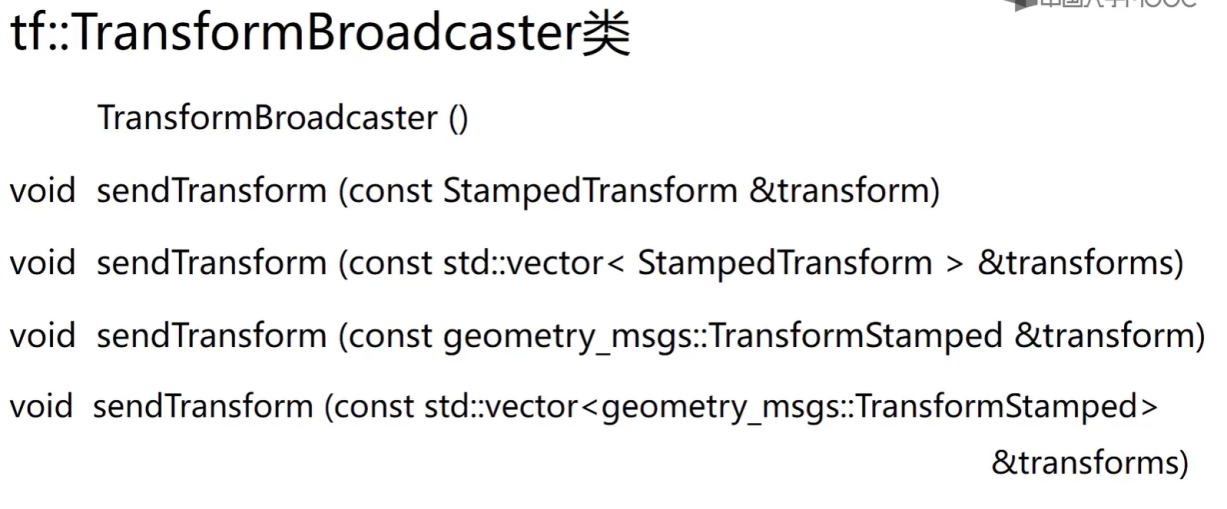 tf::TransformBroadcaster类
TransformBroadcaster ()
void sendTransform (const StampedTransform &transform)
void sendTransform (const std::vector< StampedTransform > &transforms)
void sendTransform (const geometry_msgs::TransformStamped &transform)
void sendTransform (const std::vector<geometry_msgs::TransformStamped>
&transforms)